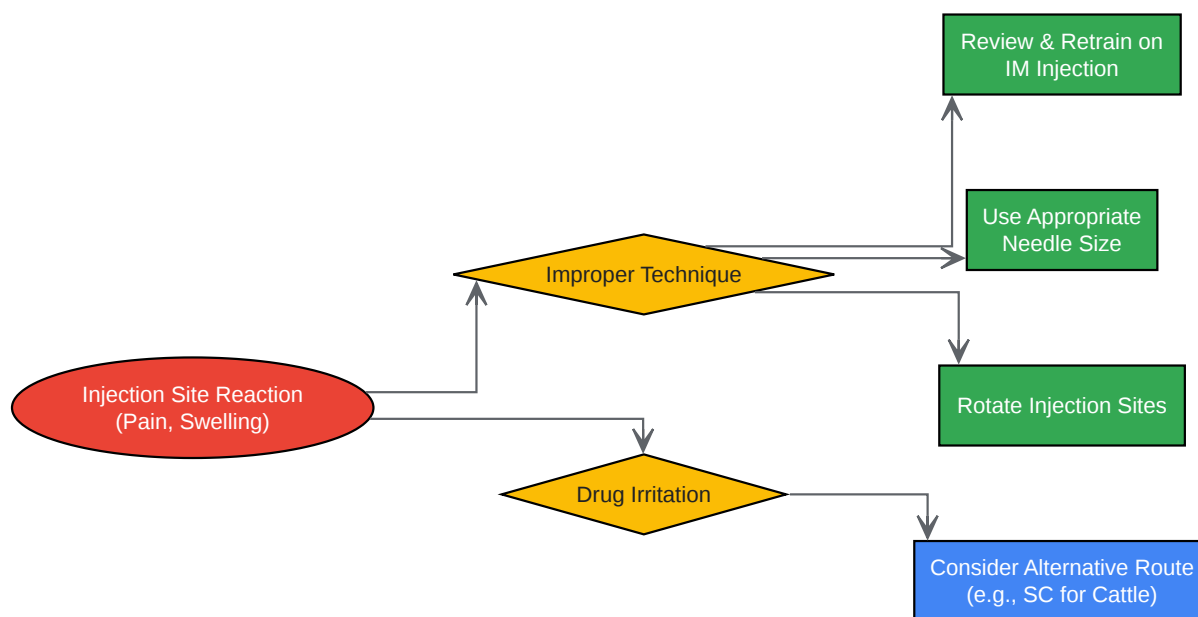 Review & Retrain on
IM Injection
Use Appropriate
Needle Size
Improper Technique
Injection Site Reaction
(Pain, Swelling)
Rotate Injection Sites
Drug Irritation
Consider Alternative Route
(e.g., SC for Cattle)